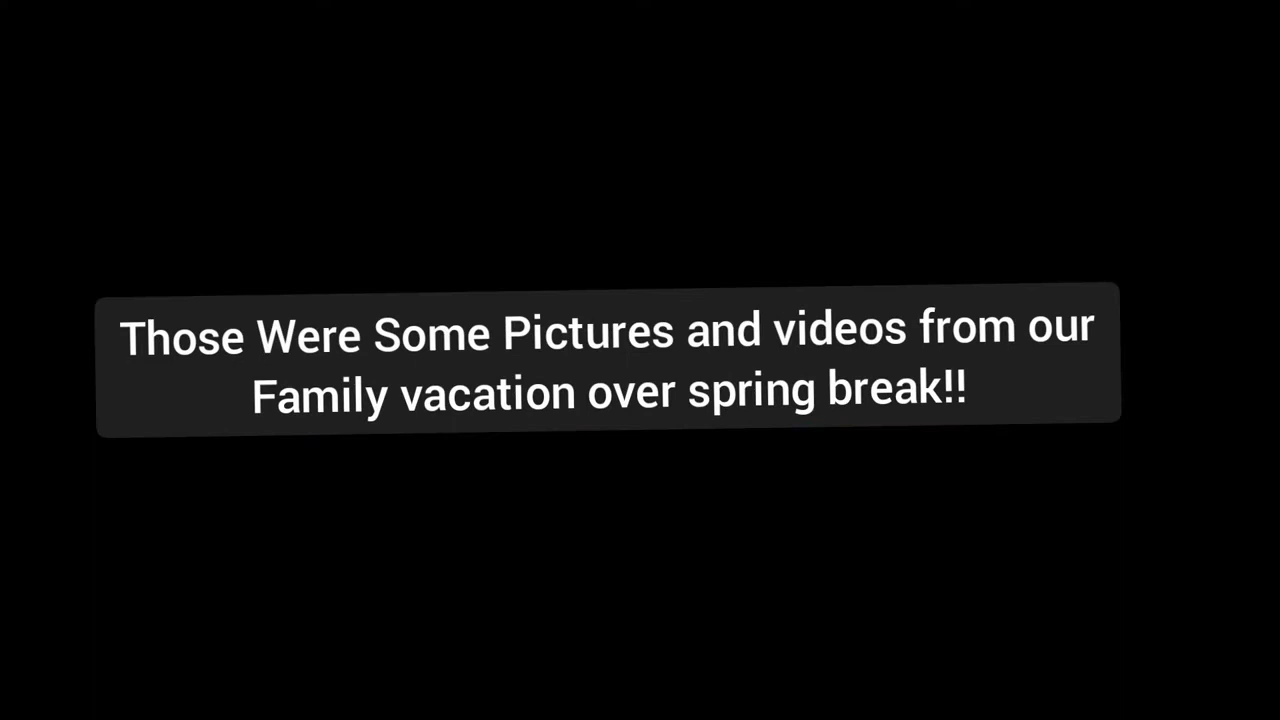 Those Were Some Pictures and videos from our
Family vacation over spring break!!